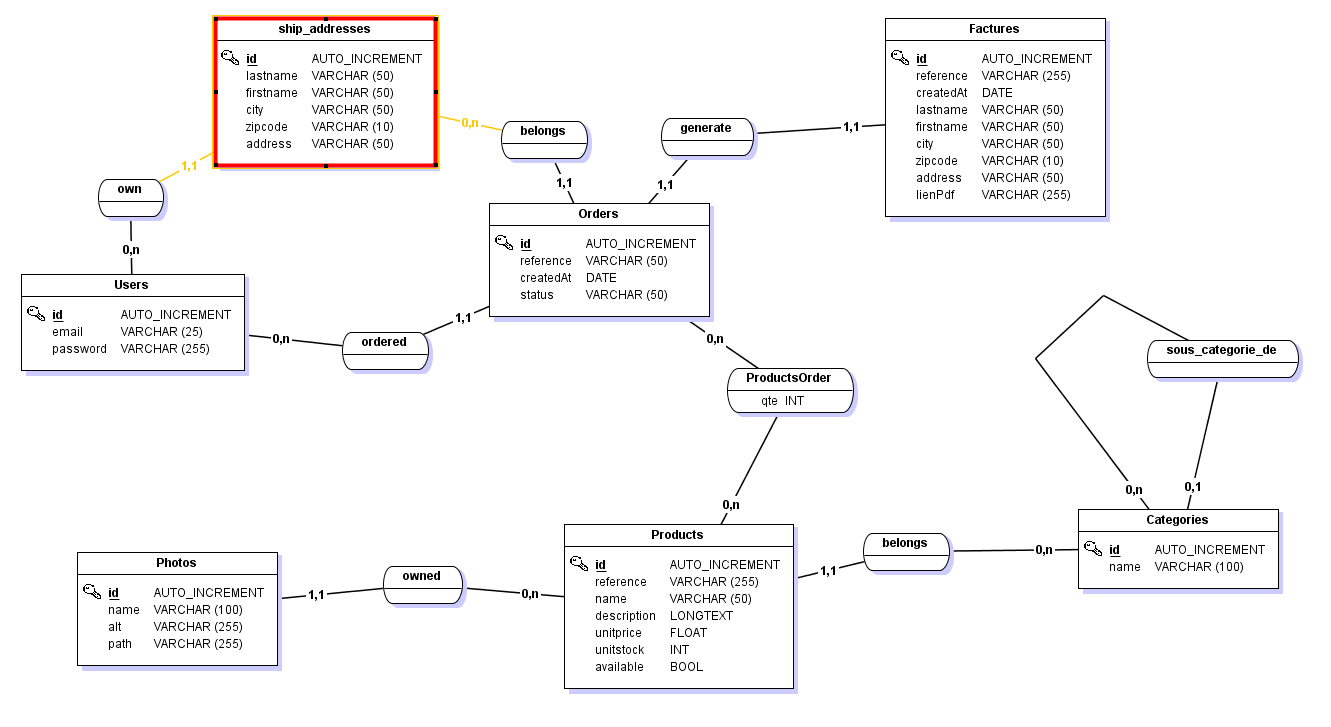 ship_addresses
id AUTO_INCREMENT
lastname VARCHAR (50)
firstname VARCHAR (50)
city VARCHAR (50)
zipcode VARCHAR (10)
address VARCHAR (50)
Factures
id AUTO_INCREMENT
reference VARCHAR (255)
createdAt DATE
lastname VARCHAR (50)
firstname VARCHAR (50)
city VARCHAR (50)
zipcode VARCHAR (10)
address VARCHAR (50)
lienPdf VARCHAR (255)
0,n
belongs
1,1
generate
1,1
1,1
1,1
own
0,n
Orders
id AUTO_INCREMENT
reference VARCHAR (50)
createdAt DATE
status VARCHAR (50)
Users
id AUTO_INCREMENT
email VARCHAR (25)
password VARCHAR (255)
0,n
ordered
1,1
0,n
ProductsOrder
qte INT
0,n
sous_categorie_de
0,n
0,1
Categories
id AUTO_INCREMENT
name VARCHAR (100)
Products
id AUTO_INCREMENT
reference VARCHAR (255)
name VARCHAR (50)
description LONGTEXT
unitprice FLOAT
unitstock INT
available BOOL
1,1
belongs
0,n
Photos
id AUTO_INCREMENT
name VARCHAR (100)
alt VARCHAR (255)
path VARCHAR (255)
1,1
owned
0,n